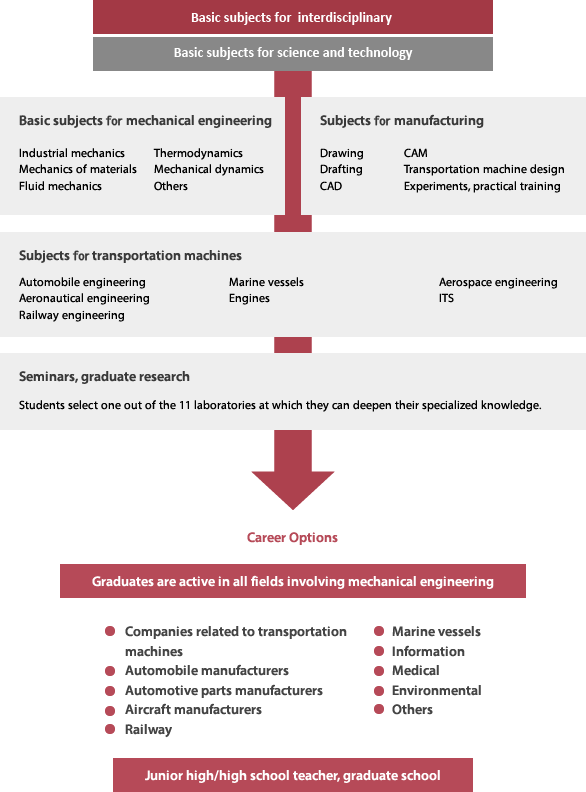 Basic subjects for interdisciplinary
Basic subjects for science and technology
Basic subjects for mechanical engineering
Industrial mechanics
Mechanics of materials
Fluid mechanics
Thermodynamics
Mechanical dynamics
Others
Subjects for manufacturing
Drawing
Drafting
CAD
CAM
Transportation machine design
Experiments, practical training
Subjects for transportation machines
Automobile engineering
Aeronautical engineering
Railway engineering
Marine vessels
Engines
Aerospace engineering
ITS
Seminars, graduate research
Students select one out of the 11 laboratories at which they can deepen their specialized knowledge.
Career Options
Graduates are active in all fields involving mechanical engineering
Companies related to transportation
machines
Automobile manufacturers
Automotive parts manufacturers
Aircraft manufacturers
Railway
Marine vessels
Information
Medical
Environmental
Others
Junior high/high school teacher, graduate school